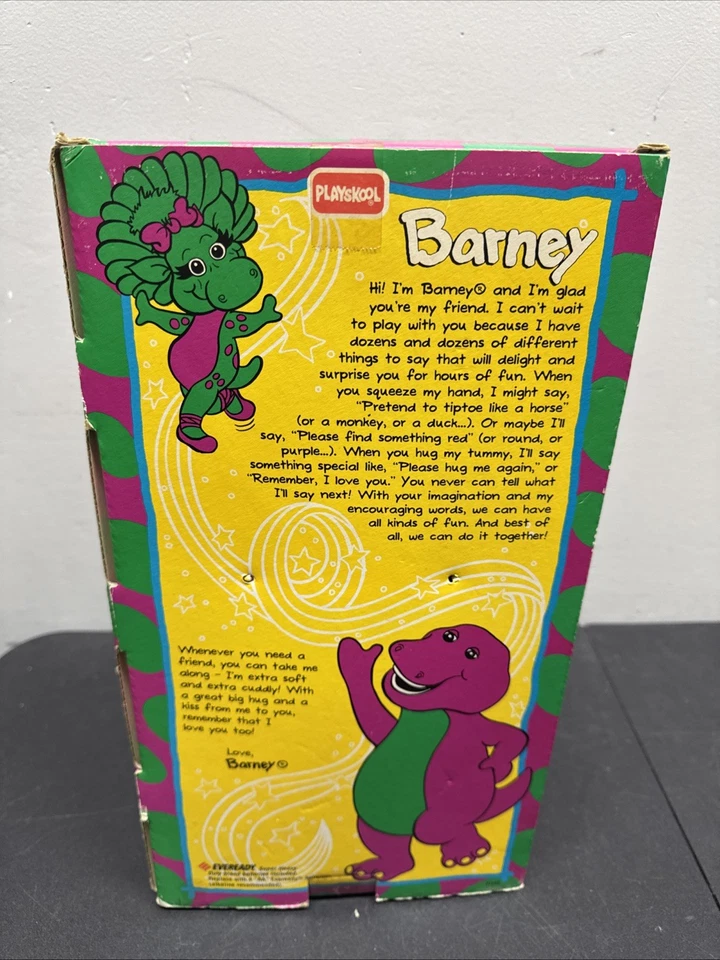 PLAYSKOOL
Barney
Hi! I'm Barney® and I'm glad
you're my friend. I can't wait
to play with you because I have
dozens and dozens of different
things to say that will delight and
surprise you for hours of fun. When
you squeeze my hand, I might say,
"Pretend to tiptoe like a horse"
(or a monkey, or a duck...). Or maybe I'll
say, "Please find something red" (or round, or
purple...). When you hug my tummy, I'll say
something special like, "Please hug me again," or
"Remember, I love you." You never can tell what
I'll say next! With your imagination and my
encouraging words, we can have
all kinds of fun. And best of
all, we can do it together!
Whenever you need a
friend, you can take me
along - I'm extra soft
and extra cuddly! With
a great big hug and a
kiss from me to you,
remember that I
love you too!
Love,
Barney®
EVEREADY
batteries included.
batteries recommended.